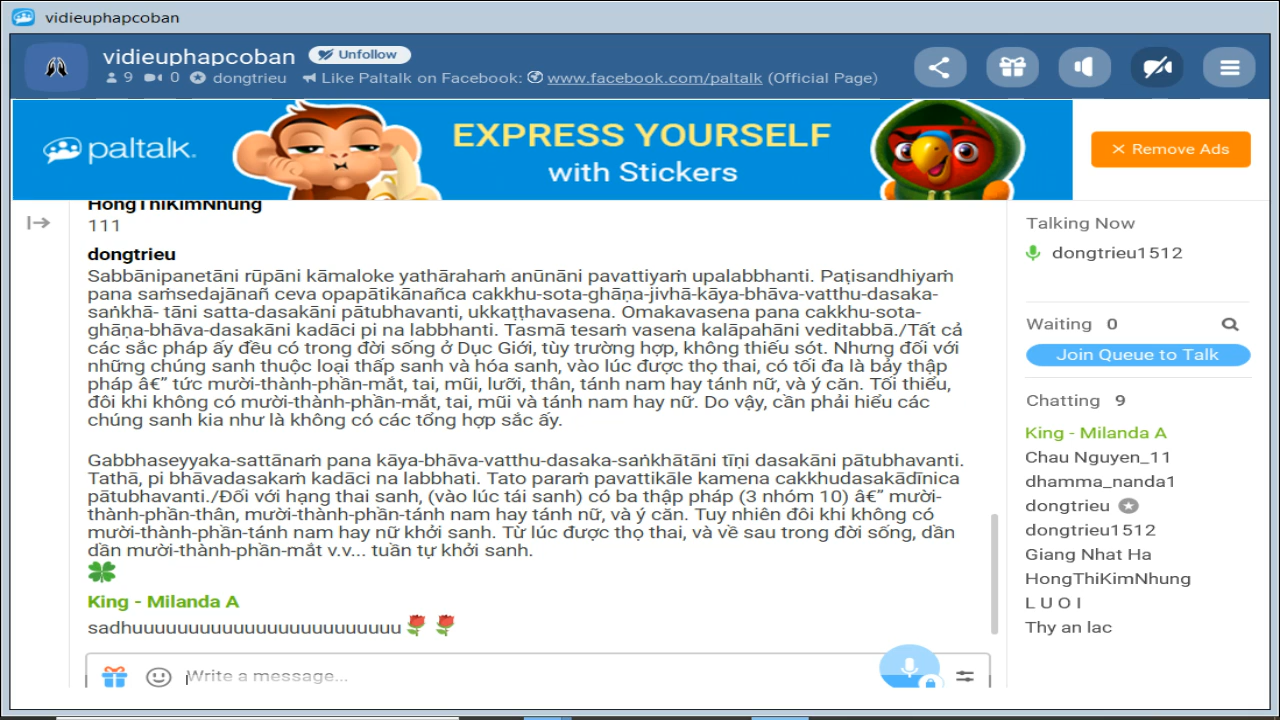 vidieuphapcoban
vidieuphapcoban Unfollow
9 0 dongtrieu Like Paltalk on Facebook: www.facebook.com/paltalk (Official Page)
paltalk.
EXPRESS YOURSELF
with Stickers
× Remove Ads
HongThiKimNhung
111
dongtrieu
Sabbānipanetāni rūpāni kāmaloke yathārahaṁ anūnāni pavattiyaṁ upalabbhanti. Paṭisandhiyaṁ
pana saṁsedajānañ ceva opapātikānañca cakkhu-sota-ghāṇa-jivhā-kāya-bhāva-vatthu-dasaka-
saṅkhā- tāni satta-dasakāni pātubhavanti, ukkaṭṭhavasena. Omakavasena pana cakkhu-sota-
ghāṇa-bhāva-dasakāni kadāci pi na labbhanti. Tasmā tesaṁ vasena kalāpahāni veditabbā./Tất cả
các sắc pháp ấy đều có trong đời sống ở Dục Giới, tùy trường hợp, không thiếu sót. Nhưng đối với
những chúng sanh thuộc loại thấp sanh và hóa sanh, vào lúc được thọ thai, có tối đa là bảy thập
pháp â€” tức mười-thành-phần-mắt, tai, mũi, lưỡi, thân, tánh nam hay tánh nữ, và ý căn. Tối thiểu,
đôi khi không có mười-thành-phần-mắt, tai, mũi và tánh nam hay nữ. Do vậy, cần phải hiểu các
chúng sanh kia như là không có các tổng hợp sắc ấy.
Gabbhaseyyaka-sattānaṁ pana kāya-bhāva-vatthu-dasaka-saṅkhātāni tīṇi dasakāni pātubhavanti.
Tathā, pi bhāvadasakaṁ kadāci na labbhati. Tato paraṁ pavattikāle kamena cakkhudasakādīnica
pātubhavanti./Đối với hạng thai sanh, (vào lúc tái sanh) có ba thập pháp (3 nhóm 10) â€” mười-
thành-phần-thân, mười-thành-phần-tánh nam hay tánh nữ, và ý căn. Tuy nhiên đôi khi không có
mười-thành-phần-tánh nam hay nữ khởi sanh. Từ lúc được thọ thai, và về sau trong đời sống, dần
dần mười-thành-phần-mắt v.v... tuần tự khởi sanh.
King - Milanda A
sadhuuuuuuuuuuuuuuuuuuuuuuuu
Write a message...
Talking Now
dongtrieu1512
Waiting 0
Join Queue to Talk
Chatting 9
King - Milanda A
Chau Nguyen_11
dhamma_nanda1
dongtrieu
dongtrieu1512
Giang Nhat Ha
HongThiKimNhung
L U O I
Thy an lac